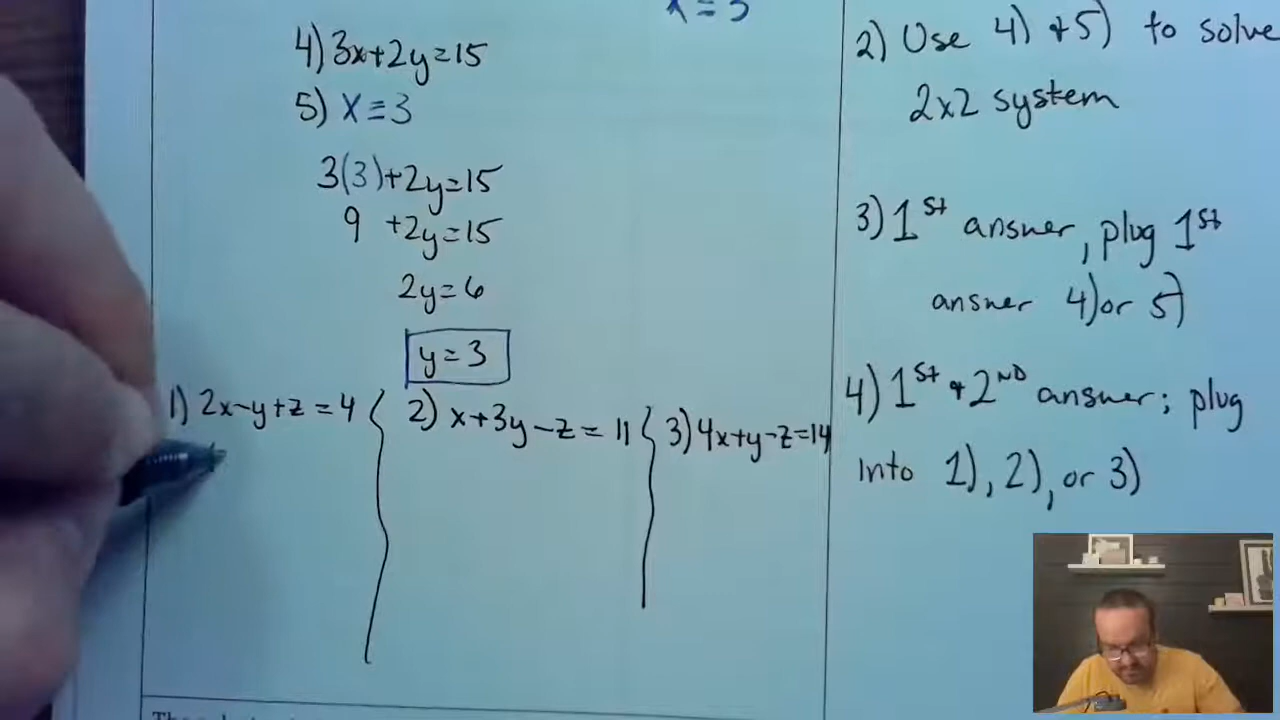 x = 3
4) 3x+2y=15
5) x = 3
3(3)+2y=15
9 +2y=15
2y=6
y=3
1) 2x-y+z=4
2) x+3y-z=11
3) 4x+y-z=14
2) Use 4) + 5) to solve
2x2 system
3) 1st answer, plug 1st
answer 4) or 5)
4) 1st + 2ND answer; plug
into 1), 2), or 3)